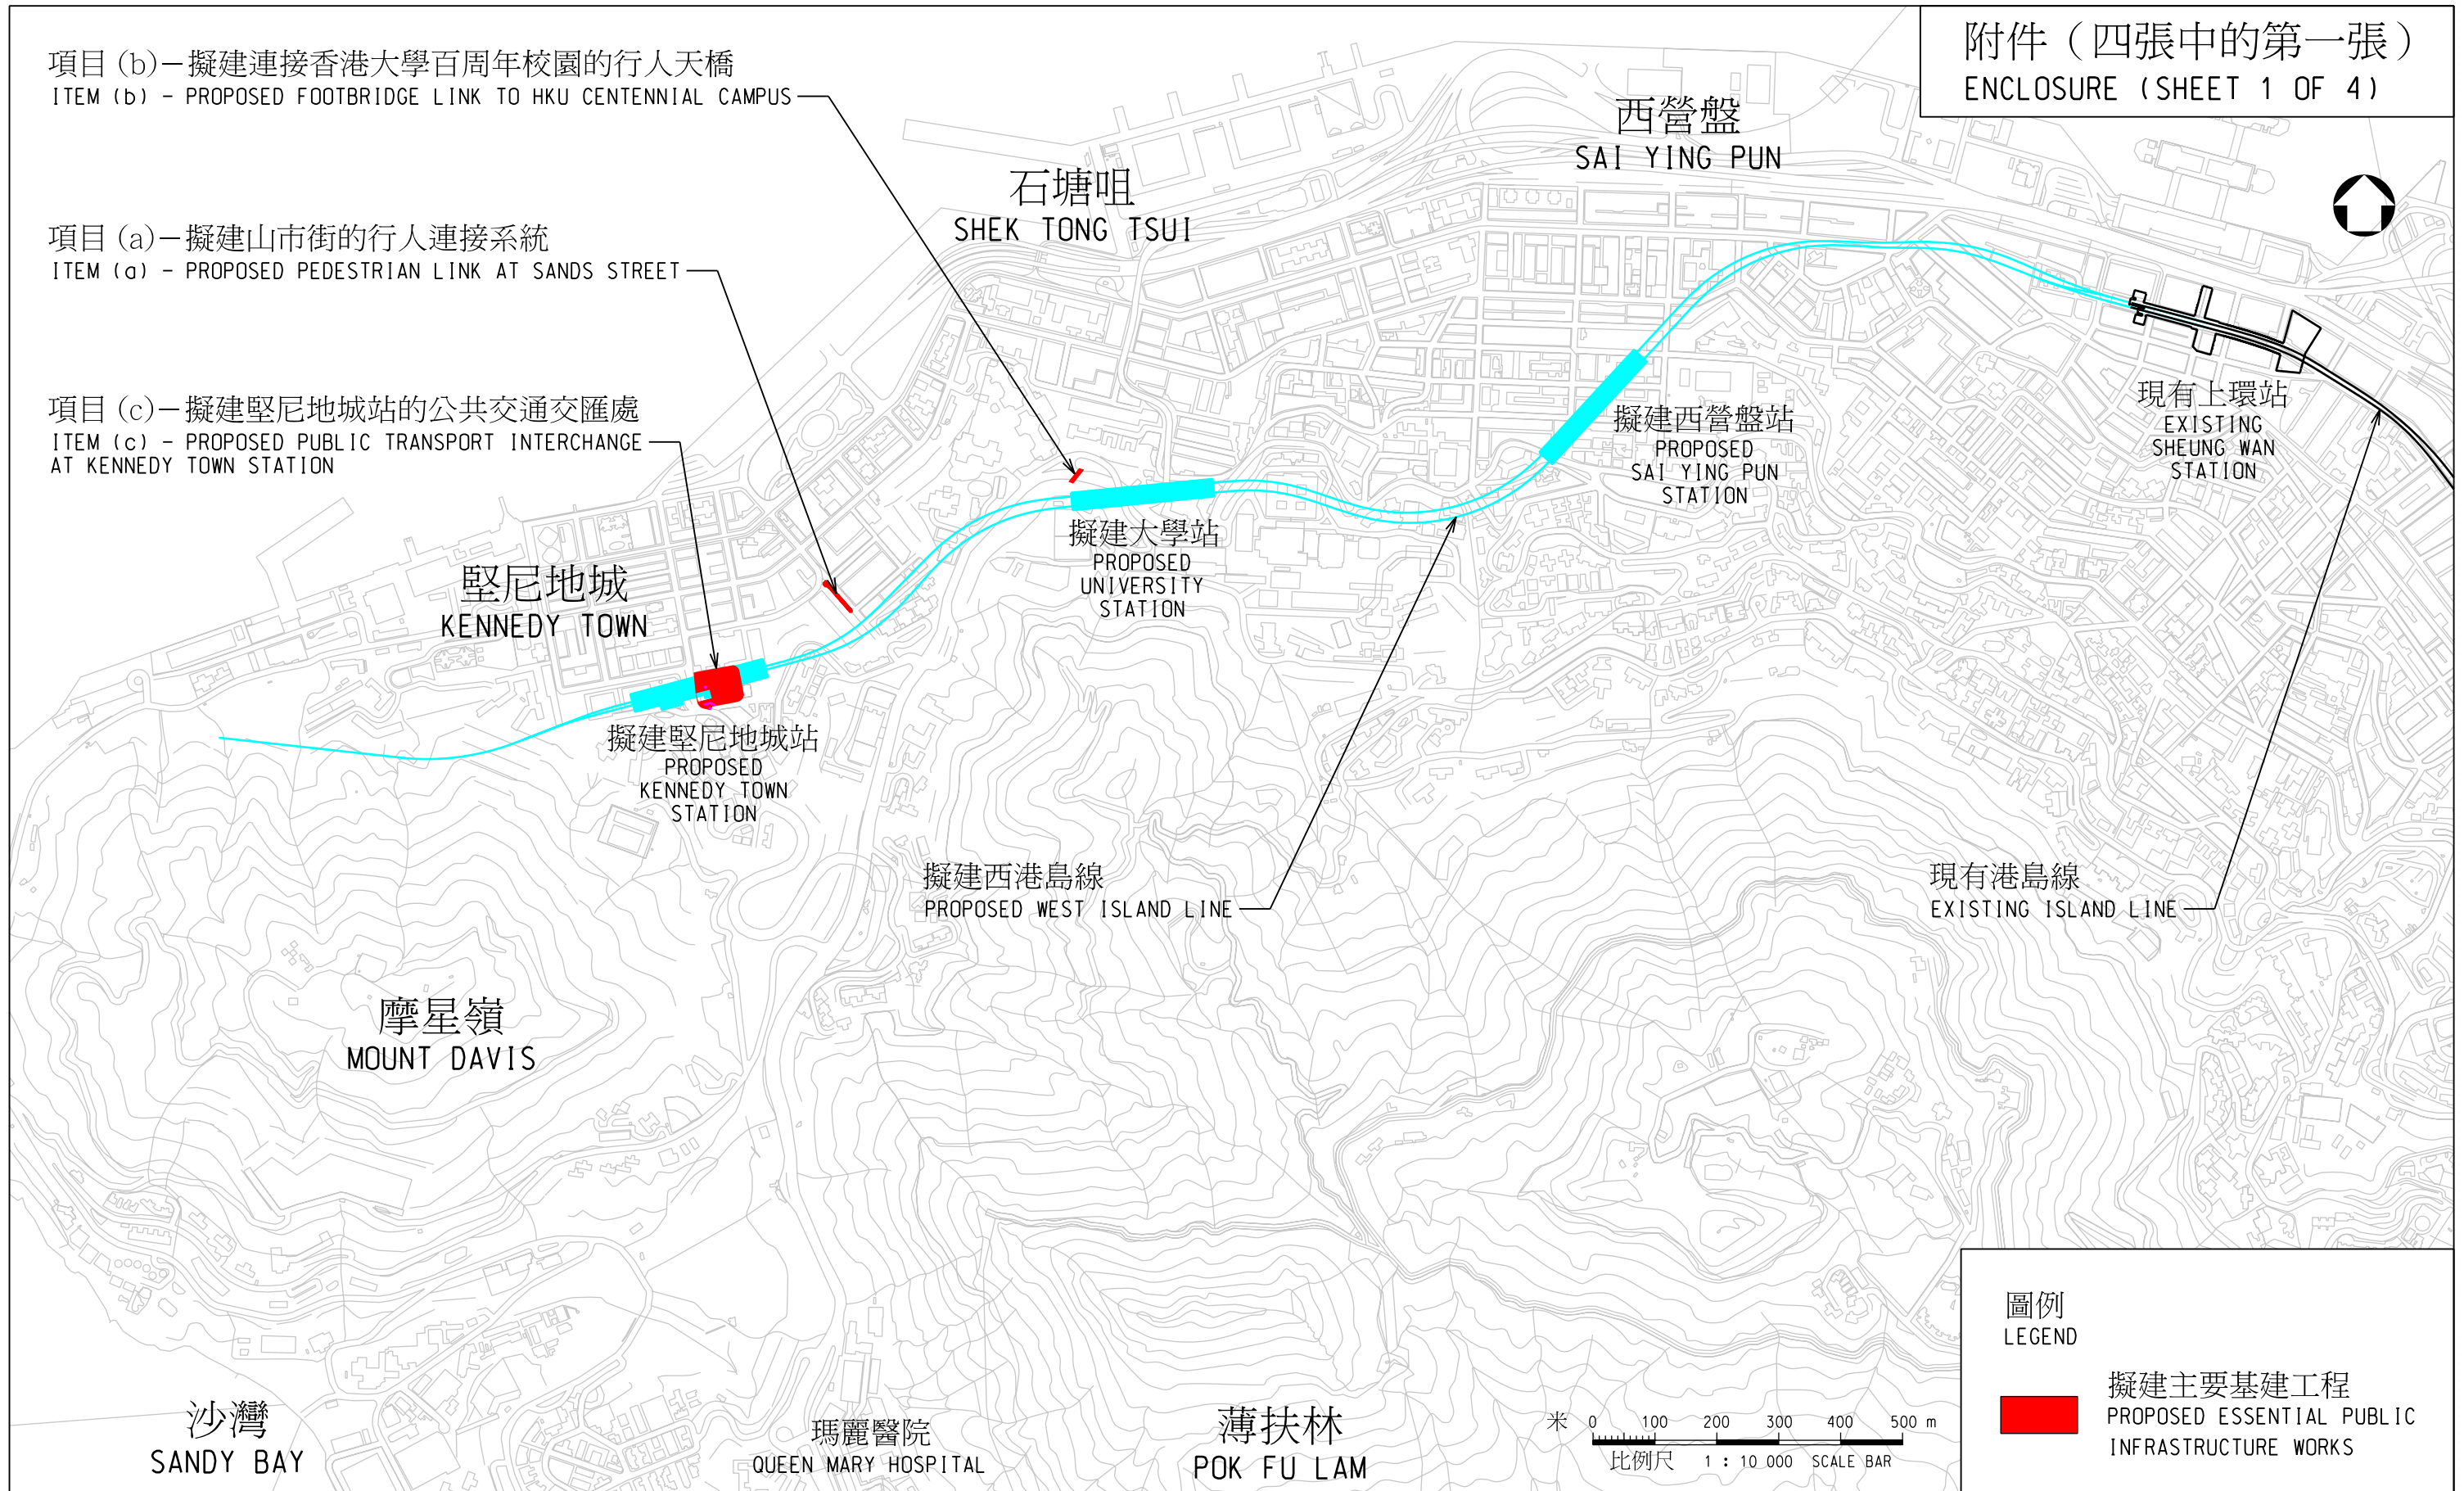 附件（四張中的第一張）
ENCLOSURE (SHEET 1 OF 4)
項目 (b)－擬建連接香港大學百周年校園的行人天橋
ITEM (b) - PROPOSED FOOTBRIDGE LINK TO HKU CENTENNIAL CAMPUS
項目 (a)－擬建山市街的行人連接系統
ITEM (a) - PROPOSED PEDESTRIAN LINK AT SANDS STREET
項目 (c)－擬建堅尼地城站的公共交通交匯處
ITEM (c) - PROPOSED PUBLIC TRANSPORT INTERCHANGE
AT KENNEDY TOWN STATION
西營盤
SAI YING PUN
石塘咀
SHEK TONG TSUI
現有上環站
EXISTING
SHEUNG WAN
STATION
擬建西營盤站
PROPOSED
SAI YING PUN
STATION
擬建大學站
PROPOSED
UNIVERSITY
STATION
堅尼地城
KENNEDY TOWN
擬建堅尼地城站
PROPOSED
KENNEDY TOWN
STATION
擬建西港島線
PROPOSED WEST ISLAND LINE
現有港島線
EXISTING ISLAND LINE
摩星嶺
MOUNT DAVIS
沙灣
SANDY BAY
瑪麗醫院
QUEEN MARY HOSPITAL
薄扶林
POK FU LAM
米 0 100 200 300 400 500 m
比例尺 1 : 10 000 SCALE BAR
圖例
LEGEND
擬建主要基建工程
PROPOSED ESSENTIAL PUBLIC
INFRASTRUCTURE WORKS